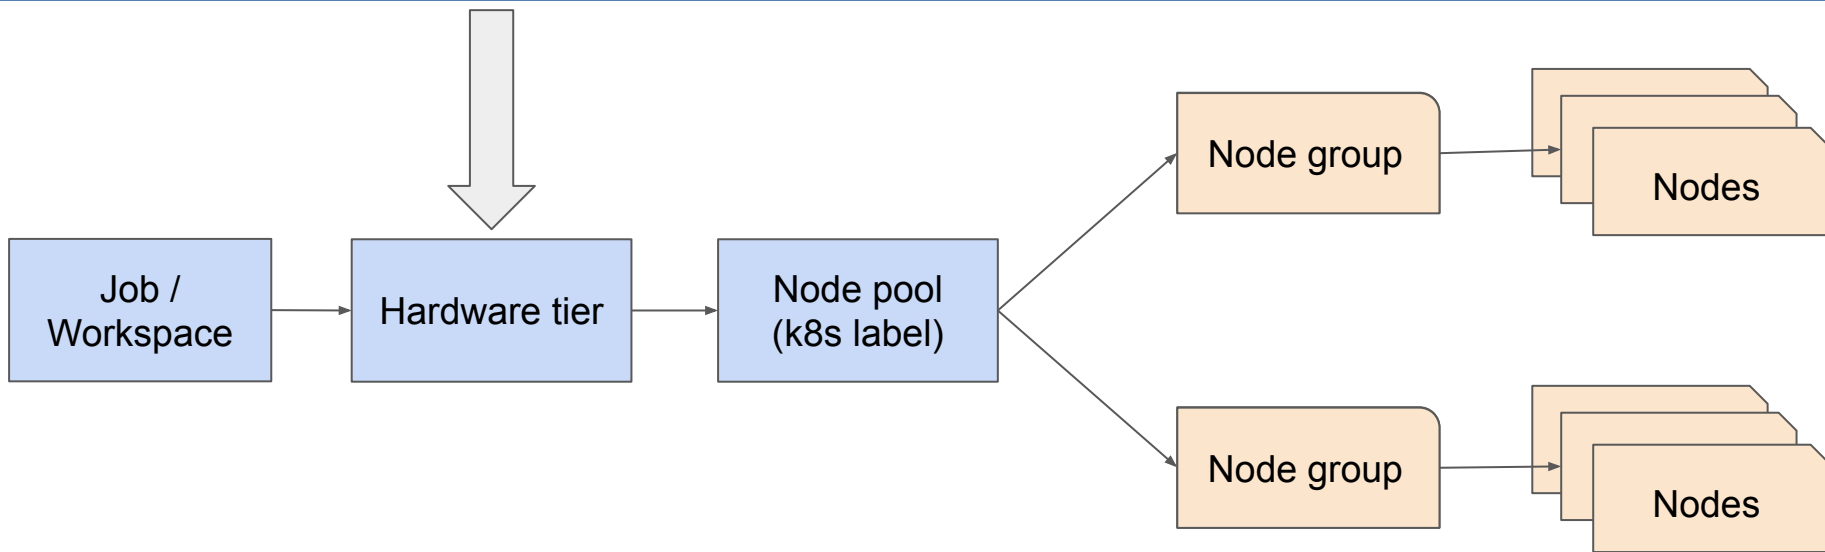 Job /
Workspace
Hardware tier
Node pool
(k8s label)
Node group
Nodes
Node group
Nodes